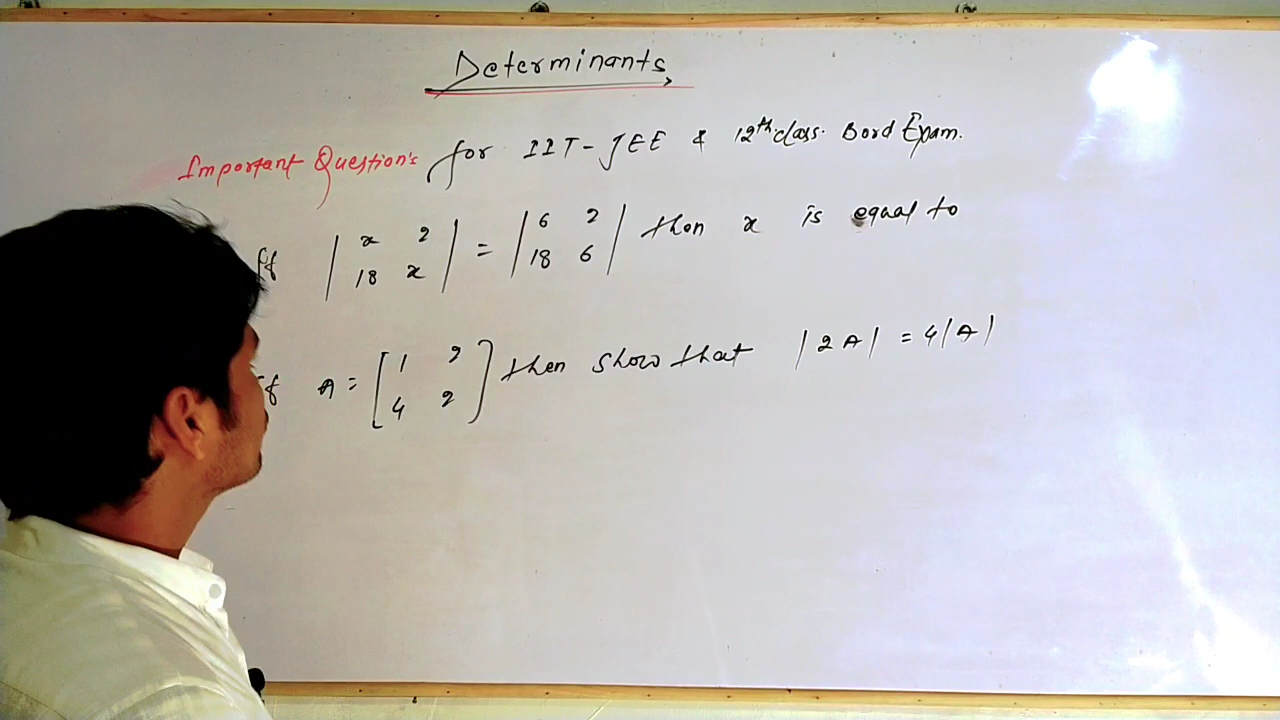 Determinants
Important Question's for IIT-JEE & 12th class. Bord Exam.
If | x 2 | = | 6 2 | then x is equal to
| 18 x | | 18 6 |
If A = [ 1 2 ] then show that |2A| = 4|A|
[ 4 2 ]